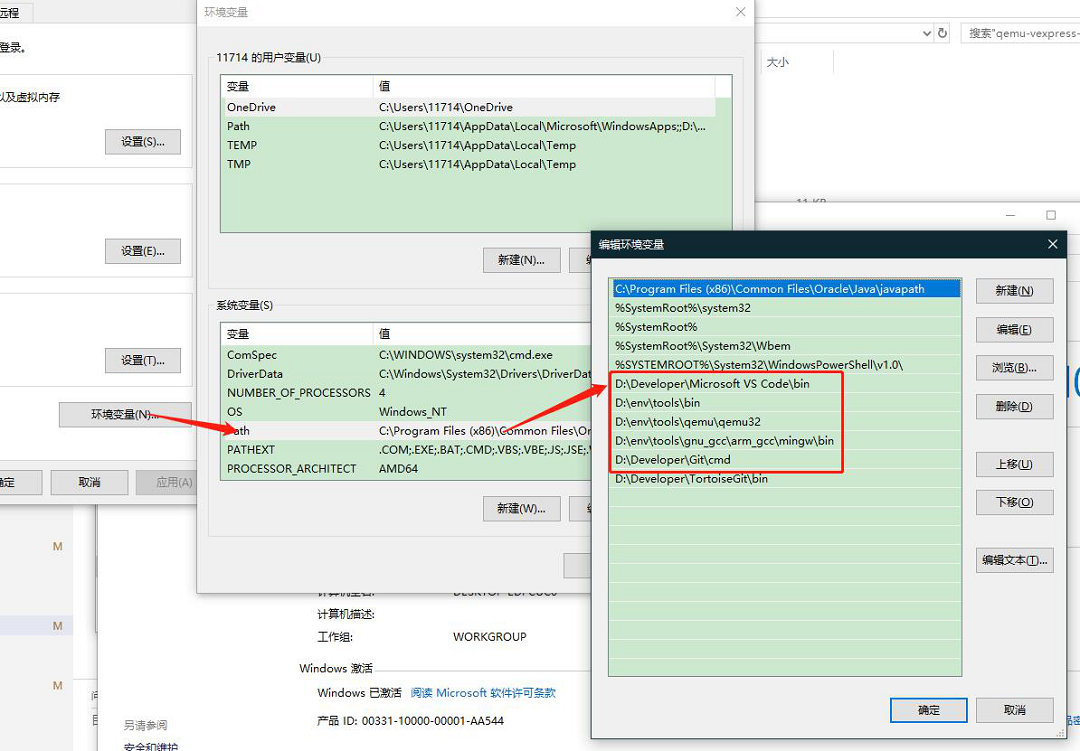 远程
登录。
以及虚拟内存
设置(S)...
设置(E)...
设置(T)...
环境变量(N)...
取消
应用(A)
环境变量
11714 的用户变量(U)
变量 值
OneDrive C:\Users\11714\OneDrive
Path C:\Users\11714\AppData\Local\Microsoft\WindowsApps;;D:\...
TEMP C:\Users\11714\AppData\Local\Temp
TMP C:\Users\11714\AppData\Local\Temp
新建(N)...
系统变量(S)
变量 值
ComSpec C:\WINDOWS\system32\cmd.exe
DriverData C:\Windows\System32\Drivers\DriverDat
NUMBER_OF_PROCESSORS 4
OS Windows_NT
ath C:\Program Files (x86)\Common Files\Or
PATHEXT .COM;.EXE;.BAT;.CMD;.VBS;.VBE;.JS;.JSE;.
PROCESSOR_ARCHITECT AMD64
新建(W)...
搜索"qemu-vexpress-
大小
11 KB
编辑环境变量
C:\Program Files (x86)\Common Files\Oracle\Java\javapath
%SystemRoot%\system32
%SystemRoot%
%SystemRoot%\System32\Wbem
%SYSTEMROOT%\System32\WindowsPowerShell\v1.0\
D:\Developer\Microsoft VS Code\bin
D:\env\tools\bin
D:\env\tools\qemu\qemu32
D:\env\tools\gnu_gcc\arm_gcc\mingw\bin
D:\Developer\Git\cmd
D:\Developer\TortoiseGit\bin
新建(N)
编辑(E)
浏览(B)...
删除(D)
上移(U)
下移(O)
编辑文本(T)...
确定
取消
M
M
M
计算机描述:
工作组: WORKGROUP
Windows 激活
Windows 已激活 阅读 Microsoft 软件许可条款
产品 ID: 00331-10000-00001-AA544
另请参阅
安全和维护